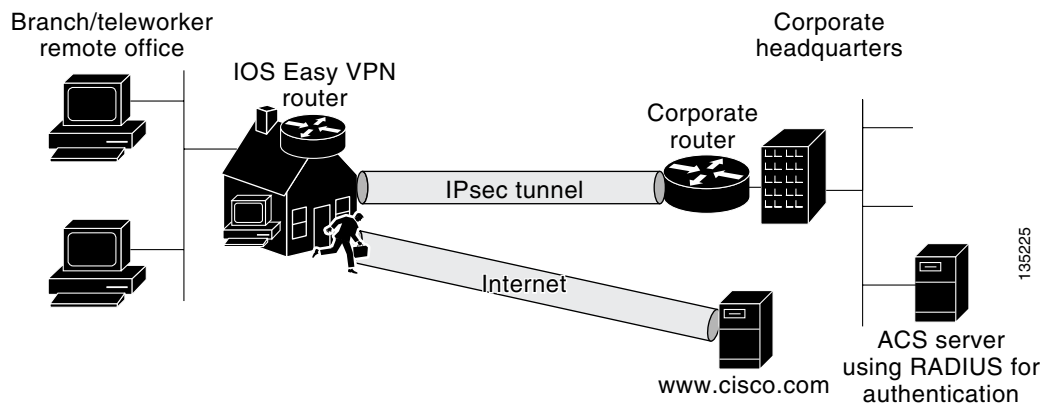 Branch/teleworker
remote office
IOS Easy VPN
router
Corporate
headquarters
Corporate
router
IPsec tunnel
Internet
www.cisco.com
ACS server
using RADIUS for
authentication
135225